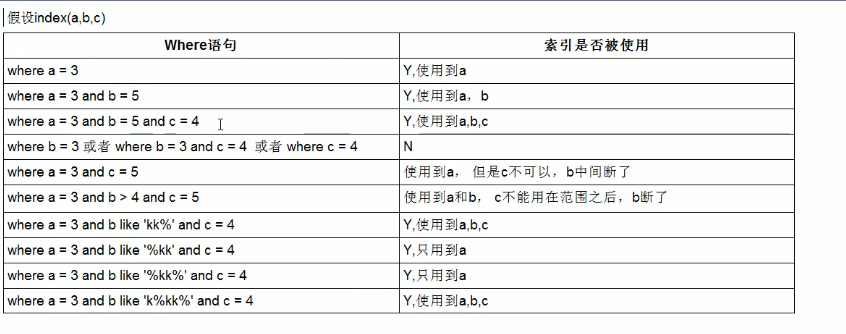 假设index(a,b,c)
Where语句 索引是否被使用
where a = 3 Y,使用到a
where a = 3 and b = 5 Y,使用到a，b
where a = 3 and b = 5 and c = 4 Y,使用到a,b,c
where b = 3 或者 where b = 3 and c = 4 或者 where c = 4 N
where a = 3 and c = 5 使用到a， 但是c不可以，b中间断了
where a = 3 and b > 4 and c = 5 使用到a和b， c不能用在范围之后，b断了
where a = 3 and b like 'kk%' and c = 4 Y,使用到a,b,c
where a = 3 and b like '%kk' and c = 4 Y,只用到a
where a = 3 and b like '%kk%' and c = 4 Y,只用到a
where a = 3 and b like 'k%kk%' and c = 4 Y,使用到a,b,c